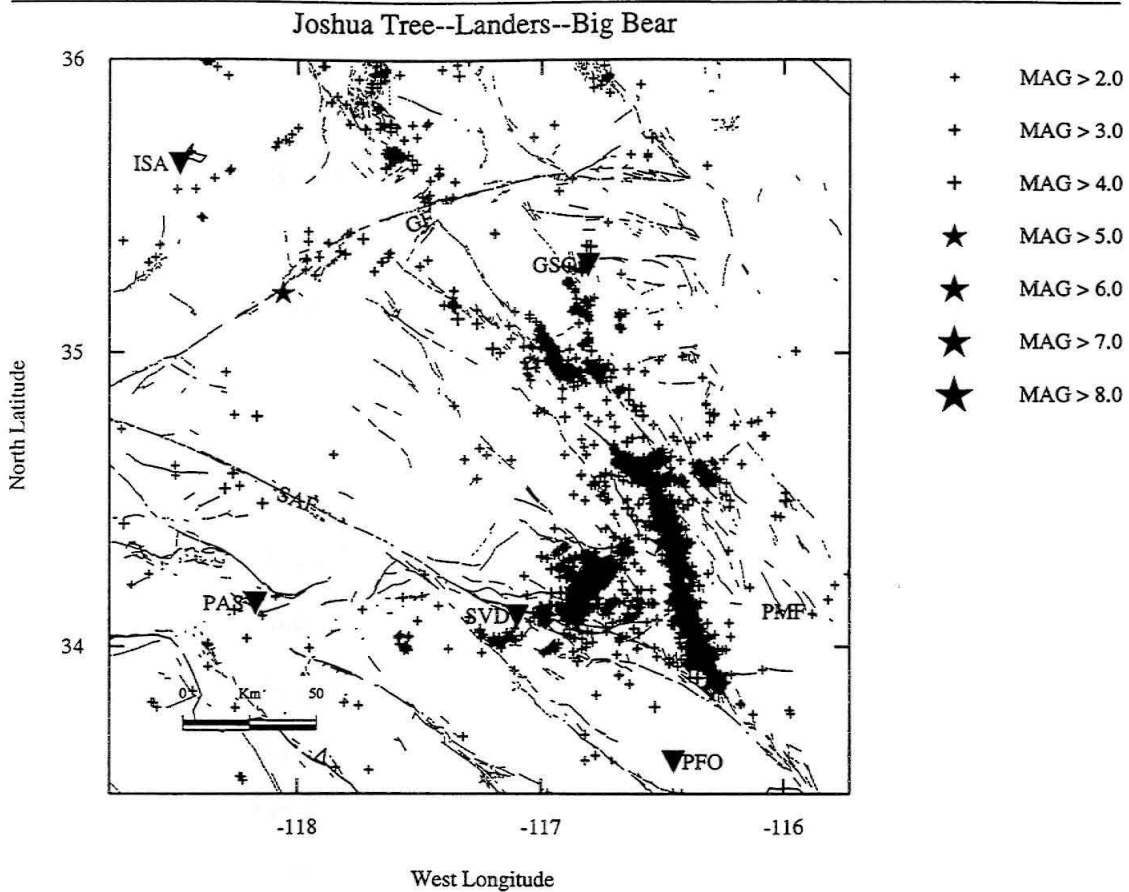 Joshua Tree--Landers--Big Bear
36
35
34
North Latitude
ISA
GF
GSC
SAF
PAS
SVD
PMF
PFO
0
Km
50
-118
-117
-116
West Longitude
MAG > 2.0
MAG > 3.0
MAG > 4.0
MAG > 5.0
MAG > 6.0
MAG > 7.0
MAG > 8.0